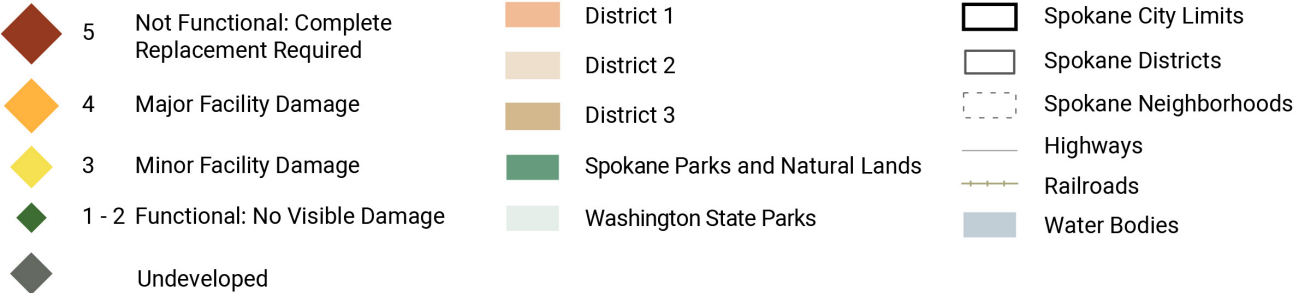 5 Not Functional: Complete
Replacement Required
4 Major Facility Damage
3 Minor Facility Damage
1 - 2 Functional: No Visible Damage
Undeveloped
District 1
District 2
District 3
Spokane Parks and Natural Lands
Washington State Parks
Spokane City Limits
Spokane Districts
Spokane Neighborhoods
Highways
Railroads
Water Bodies